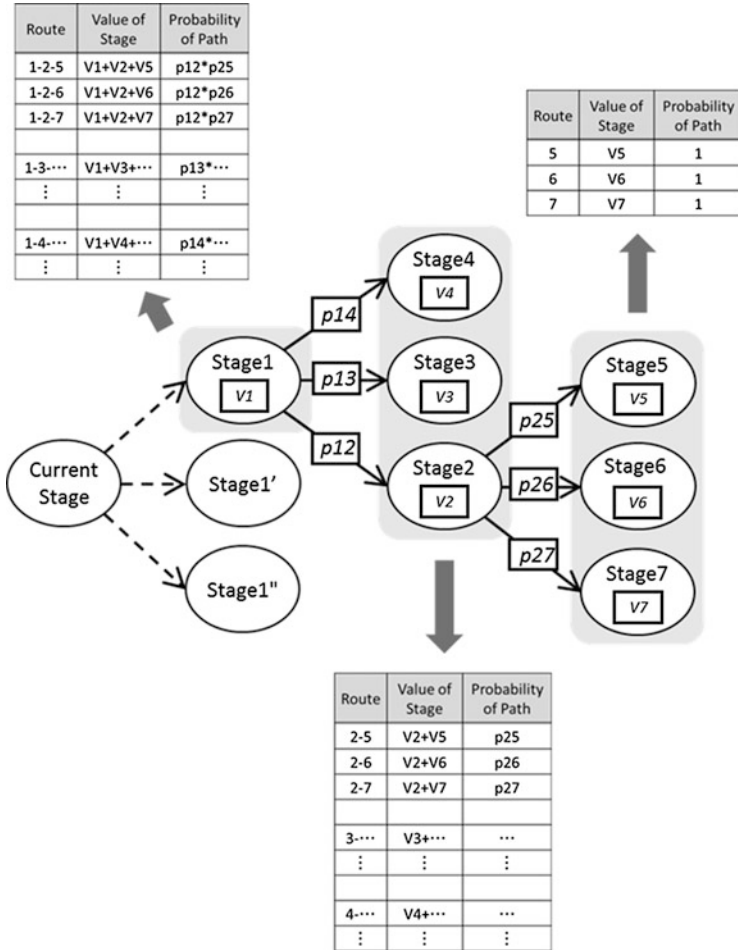 Route Value of Stage Probability of Path
1-2-5 V1+V2+V5 p12*p25
1-2-6 V1+V2+V6 p12*p26
1-2-7 V1+V2+V7 p12*p27
1-3-⋯ V1+V3+⋯ p13*⋯
⋮ ⋮ ⋮
1-4-⋯ V1+V4+⋯ p14*⋯
⋮ ⋮ ⋮
Route Value of Stage Probability of Path
5 V5 1
6 V6 1
7 V7 1
Current
Stage
Stage1
V1
Stage1'
Stage1"
p14
p13
p12
Stage4
V4
Stage3
V3
Stage2
V2
p25
p26
p27
Stage5
V5
Stage6
V6
Stage7
V7
Route Value of Stage Probability of Path
2-5 V2+V5 p25
2-6 V2+V6 p26
2-7 V2+V7 p27
3-⋯ V3+⋯ ⋯
⋮ ⋮ ⋮
4-⋯ V4+⋯ ⋯
⋮ ⋮ ⋮